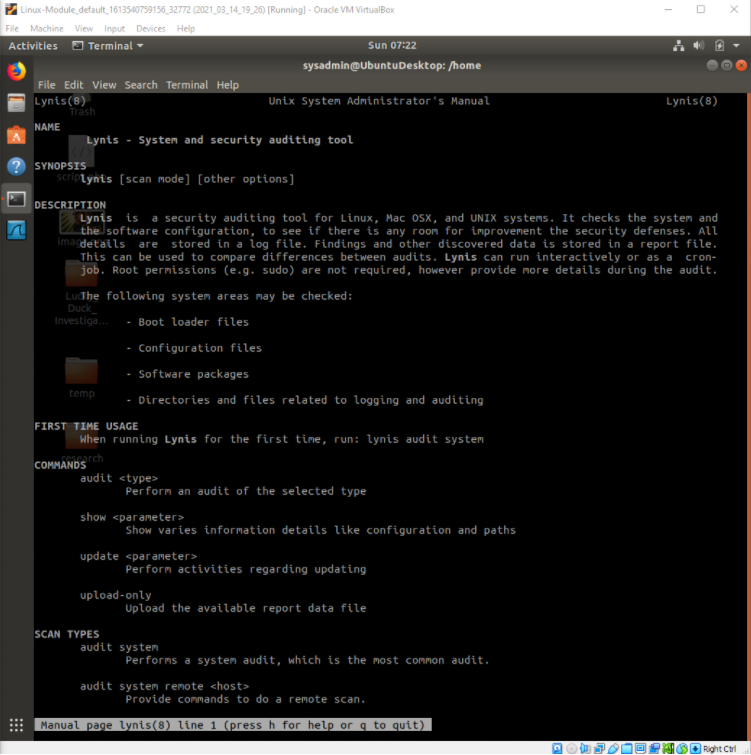 Linux-Module_default_1613540759156_32772 (2021_03_14_19_26) [Running] - Oracle VM VirtualBox
File Machine View Input Devices Help
Activities Terminal Sun 07:22
sysadmin@UbuntuDesktop: /home
File Edit View Search Terminal Help
Lynis(8) Unix System Administrator's Manual Lynis(8)
Trash
NAME
Lynis - System and security auditing tool
SYNOPSIS
lynis [scan mode] [other options]
DESCRIPTION
Lynis is a security auditing tool for Linux, Mac OSX, and UNIX systems. It checks the system and
the software configuration, to see if there is any room for improvement the security defenses. All
details are stored in a log file. Findings and other discovered data is stored in a report file.
This can be used to compare differences between audits. Lynis can run interactively or as a cron-
job. Root permissions (e.g. sudo) are not required, however provide more details during the audit.
The following system areas may be checked:
Duck_
Investiga...
- Boot loader files
- Configuration files
- Software packages
temp
- Directories and files related to logging and auditing
FIRST TIME USAGE
When running Lynis for the first time, run: lynis audit system
research
COMMANDS
audit <type>
Perform an audit of the selected type
show <parameter>
Show varies information details like configuration and paths
update <parameter>
Perform activities regarding updating
upload-only
Upload the available report data file
SCAN TYPES
audit system
Performs a system audit, which is the most common audit.
audit system remote <host>
Provide commands to do a remote scan.
Manual page lynis(8) line 1 (press h for help or q to quit)
Right Ctrl